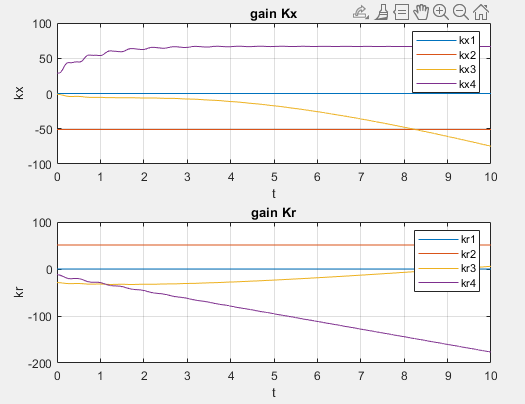 gain Kx
100
50
0
-50
-100
kx
kx1
kx2
kx3
kx4
0 1 2 3 4 5 6 7 8 9 10
t
gain Kr
100
0
-100
-200
kr
kr1
kr2
kr3
kr4
0 1 2 3 4 5 6 7 8 9 10
t